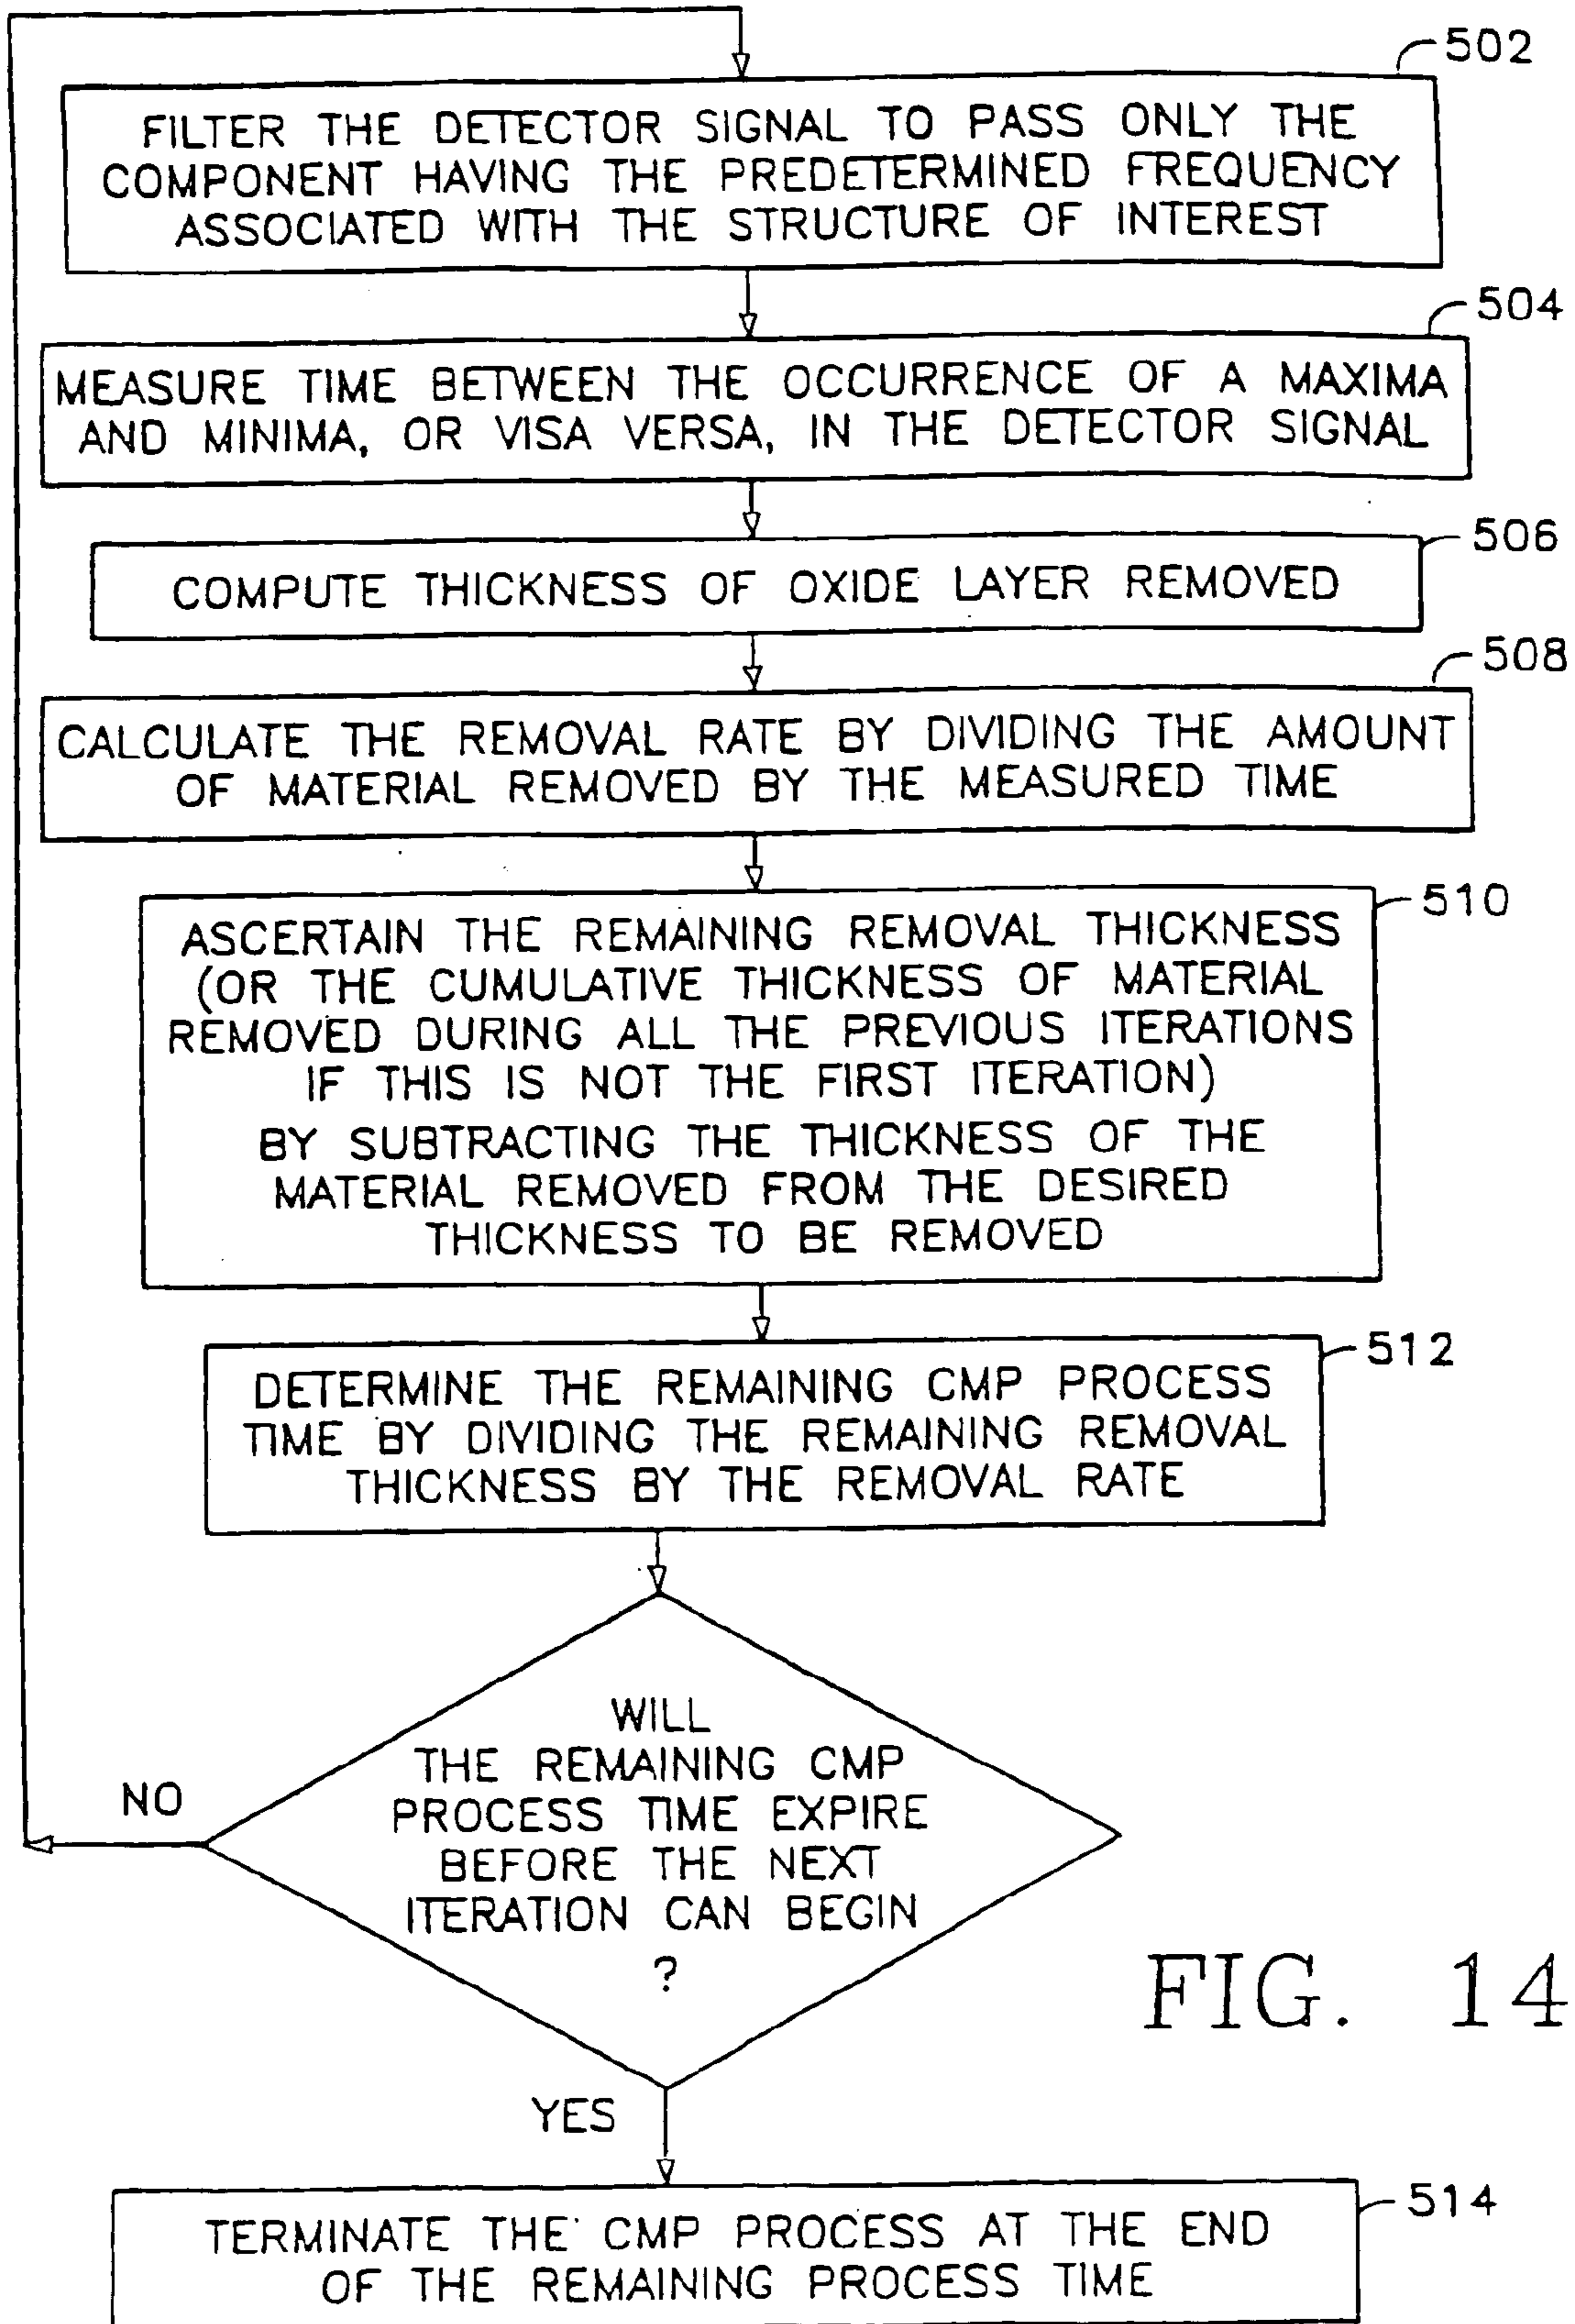 502
FILTER THE DETECTOR SIGNAL TO PASS ONLY THE
COMPONENT HAVING THE PREDETERMINED FREQUENCY
ASSOCIATED WITH THE STRUCTURE OF INTEREST
504
MEASURE TIME BETWEEN THE OCCURRENCE OF A MAXIMA
AND MINIMA, OR VISA VERSA, IN THE DETECTOR SIGNAL
506
COMPUTE THICKNESS OF OXIDE LAYER REMOVED
508
CALCULATE THE REMOVAL RATE BY DIVIDING THE AMOUNT
OF MATERIAL REMOVED BY THE MEASURED TIME
510
ASCERTAIN THE REMAINING REMOVAL THICKNESS
(OR THE CUMULATIVE THICKNESS OF MATERIAL
REMOVED DURING ALL THE PREVIOUS ITERATIONS
IF THIS IS NOT THE FIRST ITERATION)
BY SUBTRACTING THE THICKNESS OF THE
MATERIAL REMOVED FROM THE DESIRED
THICKNESS TO BE REMOVED
512
DETERMINE THE REMAINING CMP PROCESS
TIME BY DIVIDING THE REMAINING REMOVAL
THICKNESS BY THE REMOVAL RATE
WILL
THE REMAINING CMP
PROCESS TIME EXPIRE
BEFORE THE NEXT
ITERATION CAN BEGIN
?
NO
YES
FIG. 14
514
TERMINATE THE CMP PROCESS AT THE END
OF THE REMAINING PROCESS TIME